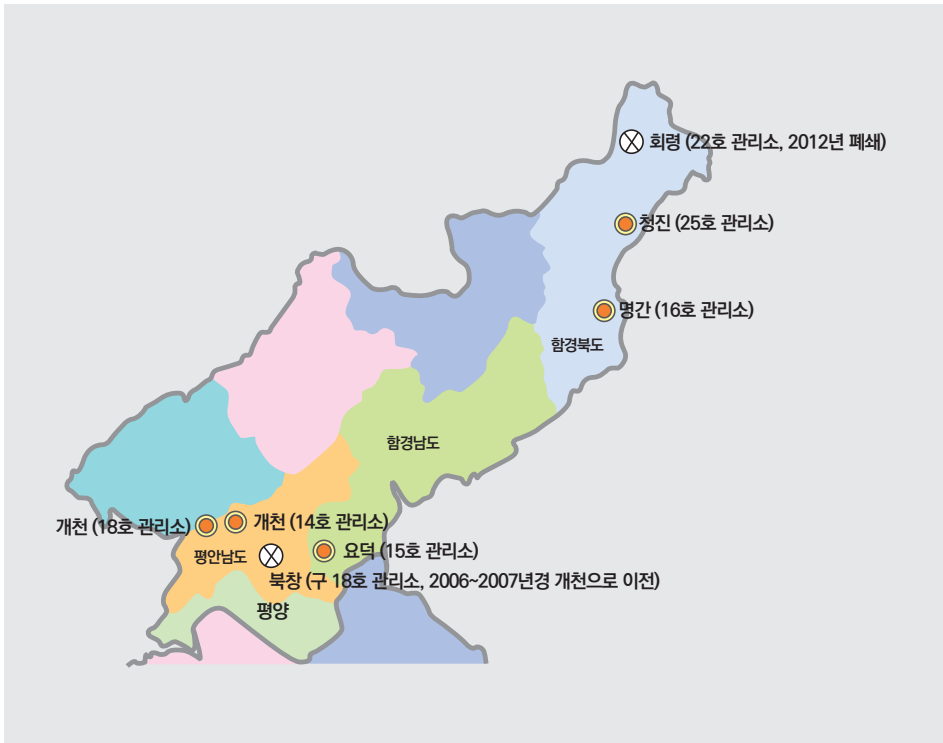 회령 (22호 관리소, 2012년 폐쇄)
청진 (25호 관리소)
명간 (16호 관리소)
함경북도
함경남도
개천 (18호 관리소)
개천 (14호 관리소)
평안남도
요덕 (15호 관리소)
북창 (구 18호 관리소, 2006~2007년경 개천으로 이전)
평양